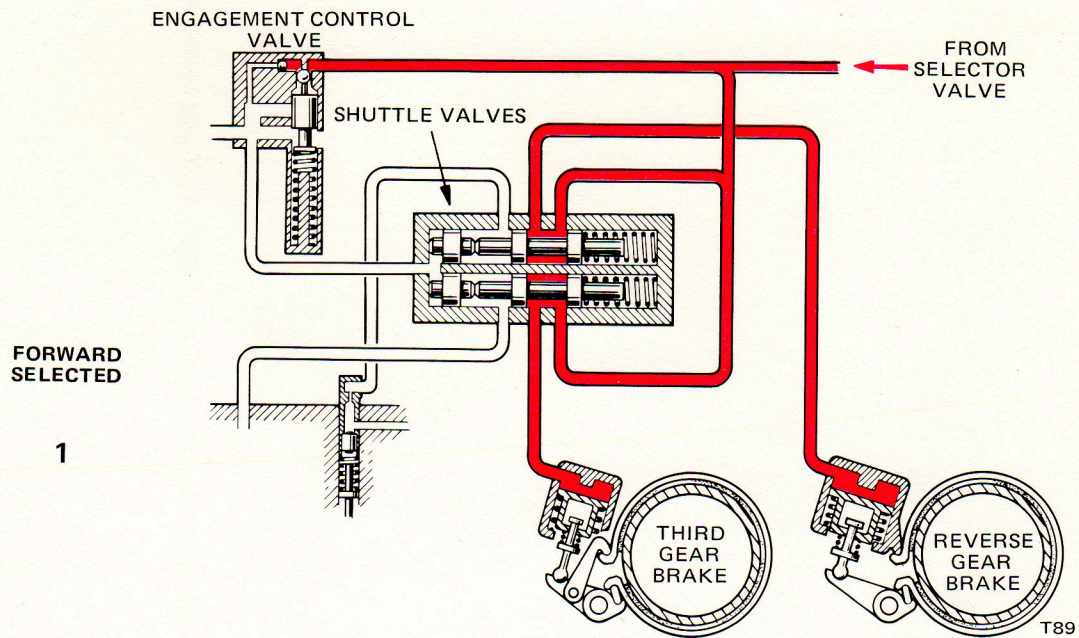 ENGAGEMENT CONTROL
VALVE
FROM
SELECTOR
VALVE
SHUTTLE VALVES
FORWARD
SELECTED
1
THIRD
GEAR
BRAKE
REVERSE
GEAR
BRAKE
T89